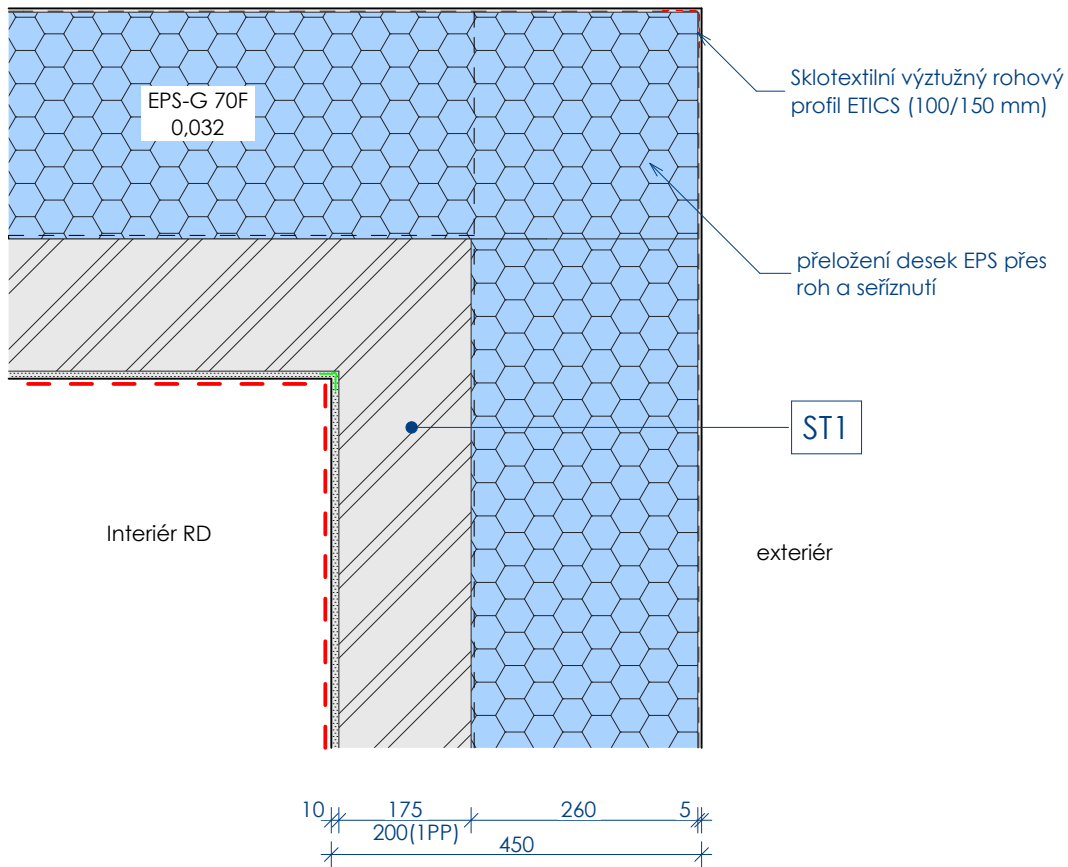 EPS-G 70F
0,032
Sklotextilní výztužný rohový
profil ETICS (100/150 mm)
přeložení desek EPS přes
roh a seříznutí
ST1
Interiér RD
exteriér
10 175 260 5
200(1PP)
450